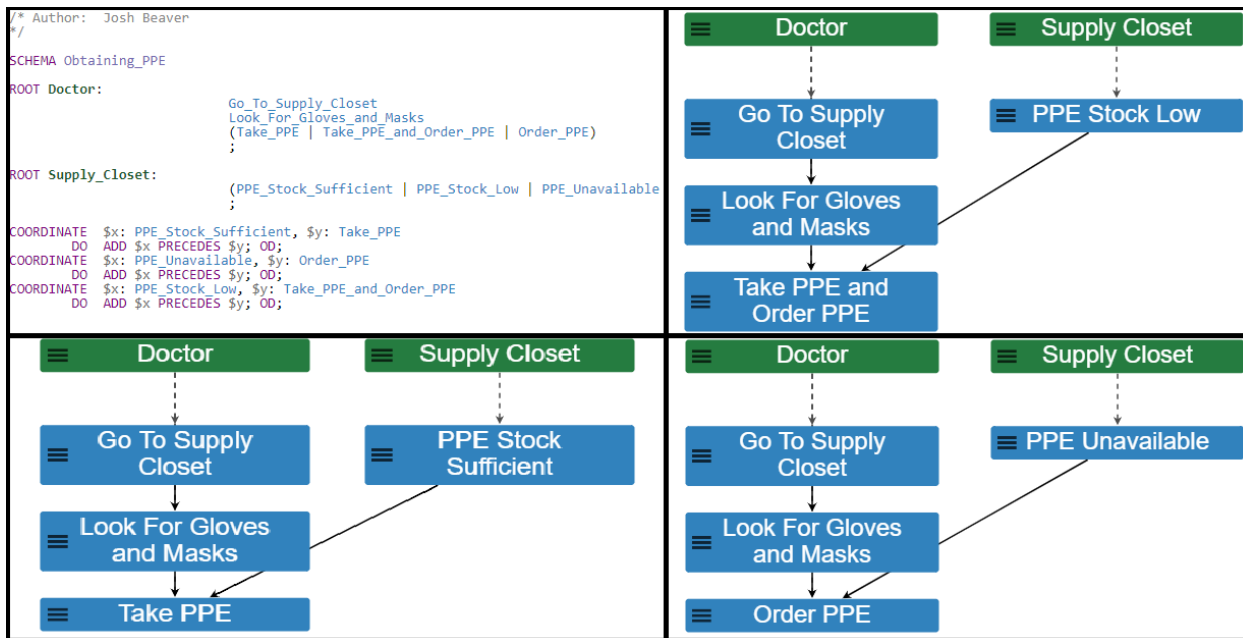 /* Author:  Josh Beaver
*/
SCHEMA Obtaining_PPE
ROOT Doctor:
Go_To_Supply_Closet
Look_For_Gloves_and_Masks
(Take_PPE | Take_PPE_and_Order_PPE | Order_PPE)
;
ROOT Supply_Closet:
(PPE_Stock_Sufficient | PPE_Stock_Low | PPE_Unavailable
;
COORDINATE  $x: PPE_Stock_Sufficient, $y: Take_PPE
DO  ADD $x PRECEDES $y; OD;
COORDINATE  $x: PPE_Unavailable, $y: Order_PPE
DO  ADD $x PRECEDES $y; OD;
COORDINATE  $x: PPE_Stock_Low, $y: Take_PPE_and_Order_PPE
DO  ADD $x PRECEDES $y; OD;
Doctor
Supply Closet
Go To Supply
Closet
PPE Stock Low
Look For Gloves
and Masks
Take PPE and
Order PPE
Doctor
Supply Closet
Go To Supply
Closet
PPE Stock
Sufficient
Look For Gloves
and Masks
Take PPE
Doctor
Supply Closet
Go To Supply
Closet
PPE Unavailable
Look For Gloves
and Masks
Order PPE